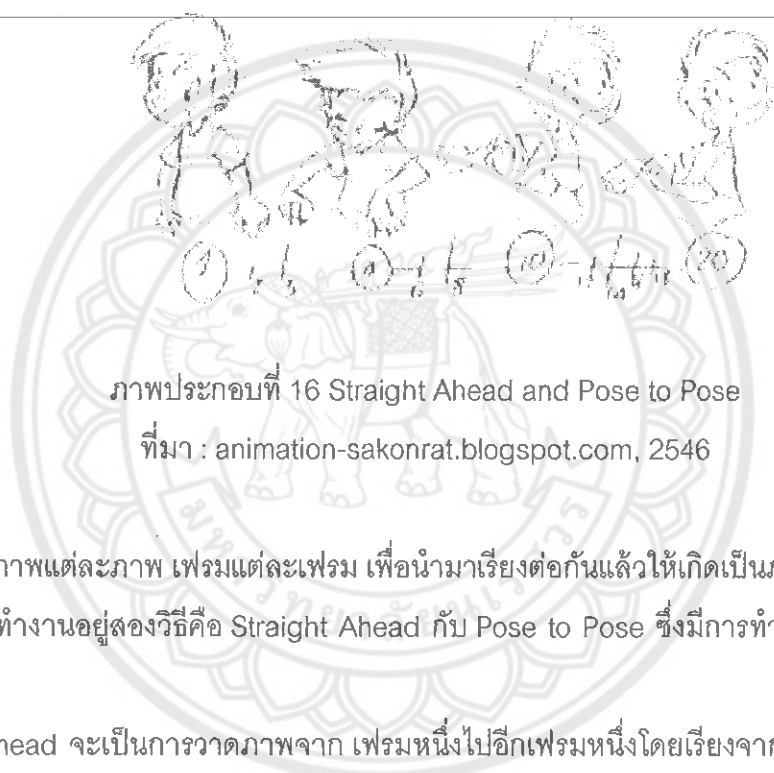 ภาพประกอบที่ 16 Straight Ahead and Pose to Pose
ที่มา : animation-sakonrat.blogspot.com, 2546
ภาพแต่ละภาพ เฟรมแต่ละเฟรม เพื่อนำมาเรียงต่อกันแล้วให้เกิดเป็น
ทำงานอยู่สองวิธีคือ Straight Ahead กับ Pose to Pose ซึ่งมีการทำ
head จะเป็นการวาดภาพจาก เฟรมหนึ่งไปอีกเฟรมหนึ่งโดยเรียงจาก